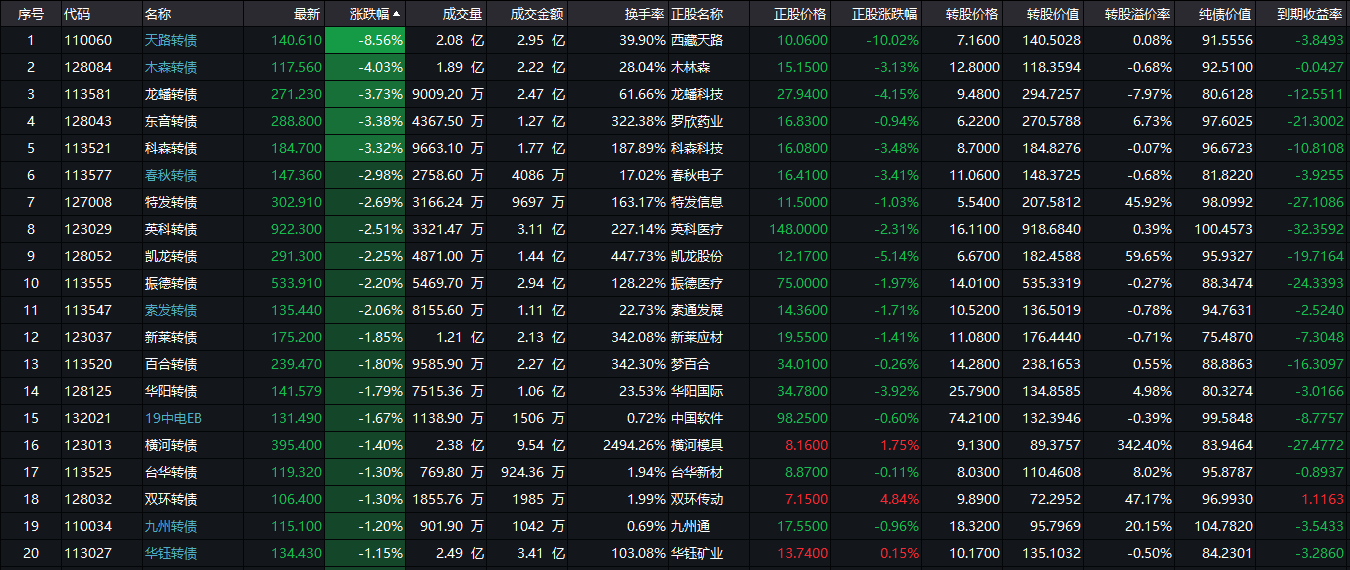 序号 代码 名称 最新 涨跌幅 成交量 成交金额 换手率 正股名称 正股价格 正股涨跌幅 转股价格 转股价值 转股溢价率 纯债价值 到期收益率
1 110060 天路转债 140.610 -8.56% 2.08 亿 2.95 亿 39.90% 西藏天路 10.0600 -10.02% 7.1600 140.5028 0.08% 91.5556 -3.8493
2 128084 木森转债 117.560 -4.03% 1.89 亿 2.22 亿 28.04% 木林森 15.1500 -3.13% 12.8000 118.3594 -0.68% 92.5100 -0.0427
3 113581 龙蟠转债 271.230 -3.73% 9009.20 万 2.47 亿 61.66% 龙蟠科技 27.9400 -4.15% 9.4800 294.7257 -7.97% 80.6128 -12.5511
4 128043 东音转债 288.800 -3.38% 4367.50 万 1.27 亿 322.38% 罗欣药业 16.8300 -0.94% 6.2200 270.5788 6.73% 97.6025 -21.3002
5 113521 科森转债 184.700 -3.32% 9663.10 万 1.77 亿 187.89% 科森科技 16.0800 -3.48% 8.7000 184.8276 -0.07% 96.6723 -10.8108
6 113577 春秋转债 147.360 -2.98% 2758.60 万 4086 万 17.02% 春秋电子 16.4100 -3.41% 11.0600 148.3725 -0.68% 81.8220 -3.9255
7 127008 特发转债 302.910 -2.69% 3166.24 万 9697 万 163.17% 特发信息 11.5000 -1.03% 5.5400 207.5812 45.92% 98.0992 -27.1086
8 123029 英科转债 922.300 -2.51% 3321.47 万 3.11 亿 227.14% 英科医疗 148.0000 -2.31% 16.1100 918.6840 0.39% 100.4573 -32.3592
9 128052 凯龙转债 291.300 -2.25% 4871.00 万 1.44 亿 447.73% 凯龙股份 12.1700 -5.14% 6.6700 182.4588 59.65% 95.9327 -19.7164
10 113555 振德转债 533.910 -2.20% 5469.70 万 2.94 亿 128.22% 振德医疗 75.0000 -1.97% 14.0100 535.3319 -0.27% 88.3474 -24.3393
11 113547 索发转债 135.440 -2.06% 8155.60 万 1.11 亿 22.73% 索通发展 14.3600 -1.71% 10.5200 136.5019 -0.78% 94.7631 -2.5240
12 123037 新莱转债 175.200 -1.85% 1.21 亿 2.13 亿 342.08% 新莱应材 19.5500 -1.41% 11.0800 176.4440 -0.71% 75.4870 -7.3048
13 113520 百合转债 239.470 -1.80% 9585.90 万 2.27 亿 342.30% 梦百合 34.0100 -0.26% 14.2800 238.1653 0.55% 88.8863 -16.3097
14 128125 华阳转债 141.579 -1.79% 7515.36 万 1.06 亿 23.53% 华阳国际 34.7800 -3.92% 25.7900 134.8585 4.98% 80.3274 -3.0166
15 132021 19中电EB 131.490 -1.67% 1138.90 万 1506 万 0.72% 中国软件 98.2500 -0.60% 74.2100 132.3946 -0.39% 99.5848 -8.7757
16 123013 横河转债 395.400 -1.40% 2.38 亿 9.54 亿 2494.26% 横河模具 8.1600 1.75% 9.1300 89.3757 342.40% 83.9464 -27.4772
17 113525 台华转债 119.320 -1.30% 769.80 万 924.36 万 1.94% 台华新材 8.8700 -0.11% 8.0300 110.4608 8.02% 95.8787 -0.8937
18 128032 双环转债 106.400 -1.30% 1855.76 万 1985 万 1.99% 双环传动 7.1500 4.84% 9.8900 72.2952 47.17% 96.9930 1.1163
19 110034 九州转债 115.100 -1.20% 901.90 万 1042 万 0.69% 九州通 17.5500 -0.96% 18.3200 95.7969 20.15% 104.7820 -3.5433
20 113027 华钰转债 134.430 -1.15% 2.49 亿 3.41 亿 103.08% 华钰矿业 13.7400 0.15% 10.1700 135.1032 -0.50% 84.2301 -3.2860